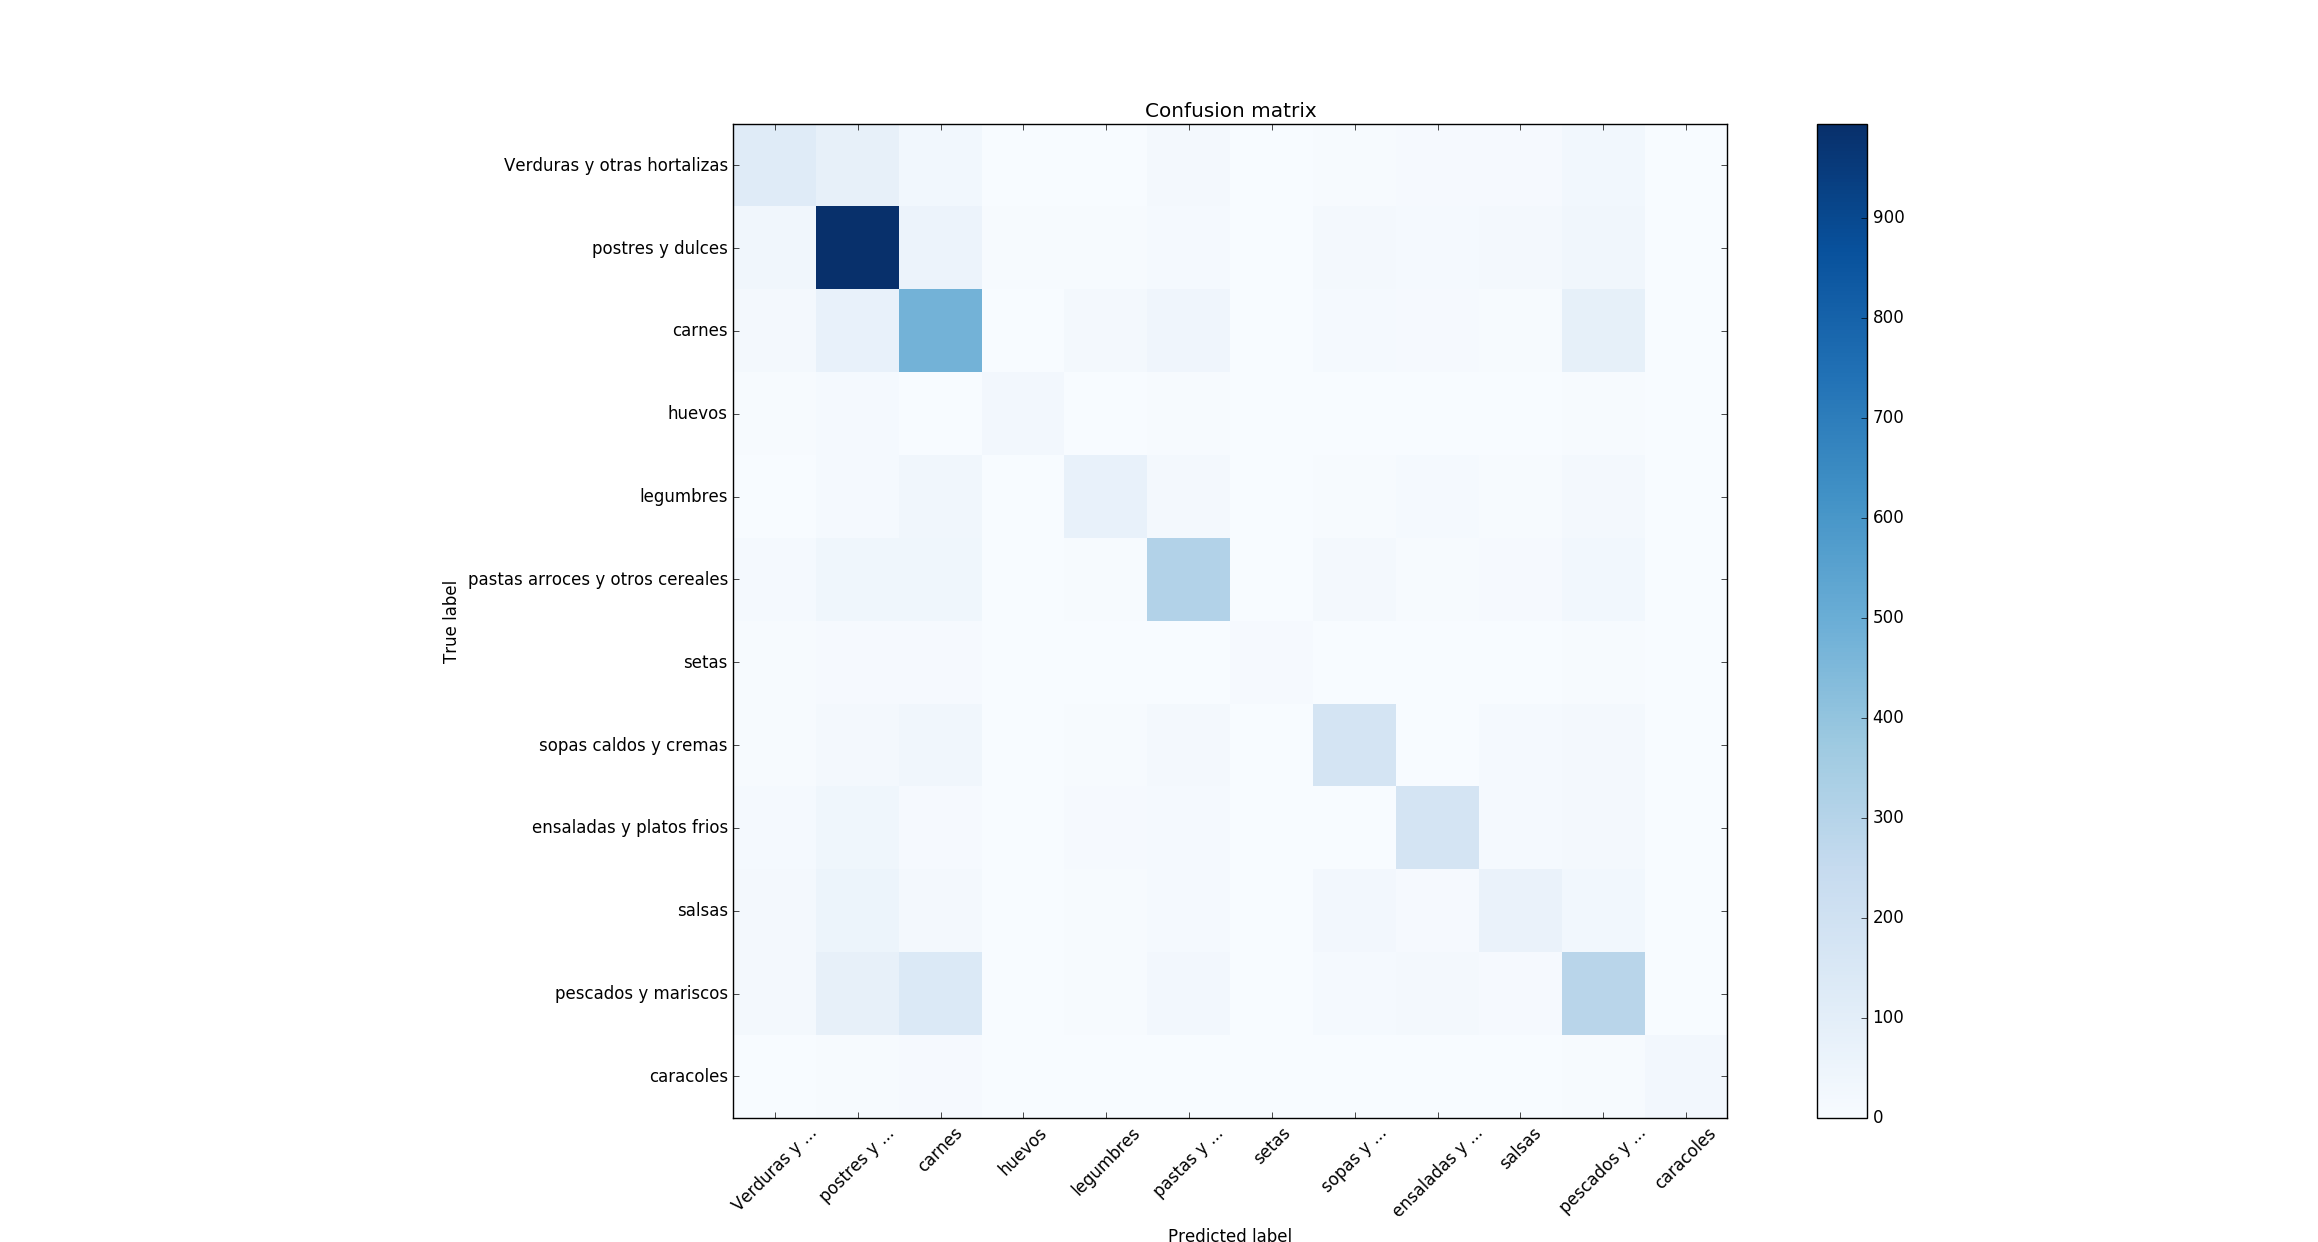 Confusion matrix
Verduras y otras hortalizas
postres y dulces
carnes
huevos
legumbres
pastas arroces y otros cereales
setas
sopas caldos y cremas
ensaladas y platos frios
salsas
pescados y mariscos
caracoles
True label
Verduras y ...
postres y ...
carnes
huevos
legumbres
pastas y ...
setas
sopas y ...
ensaladas y ...
salsas
pescados y ...
caracoles
Predicted label
900
800
700
600
500
400
300
200
100
0